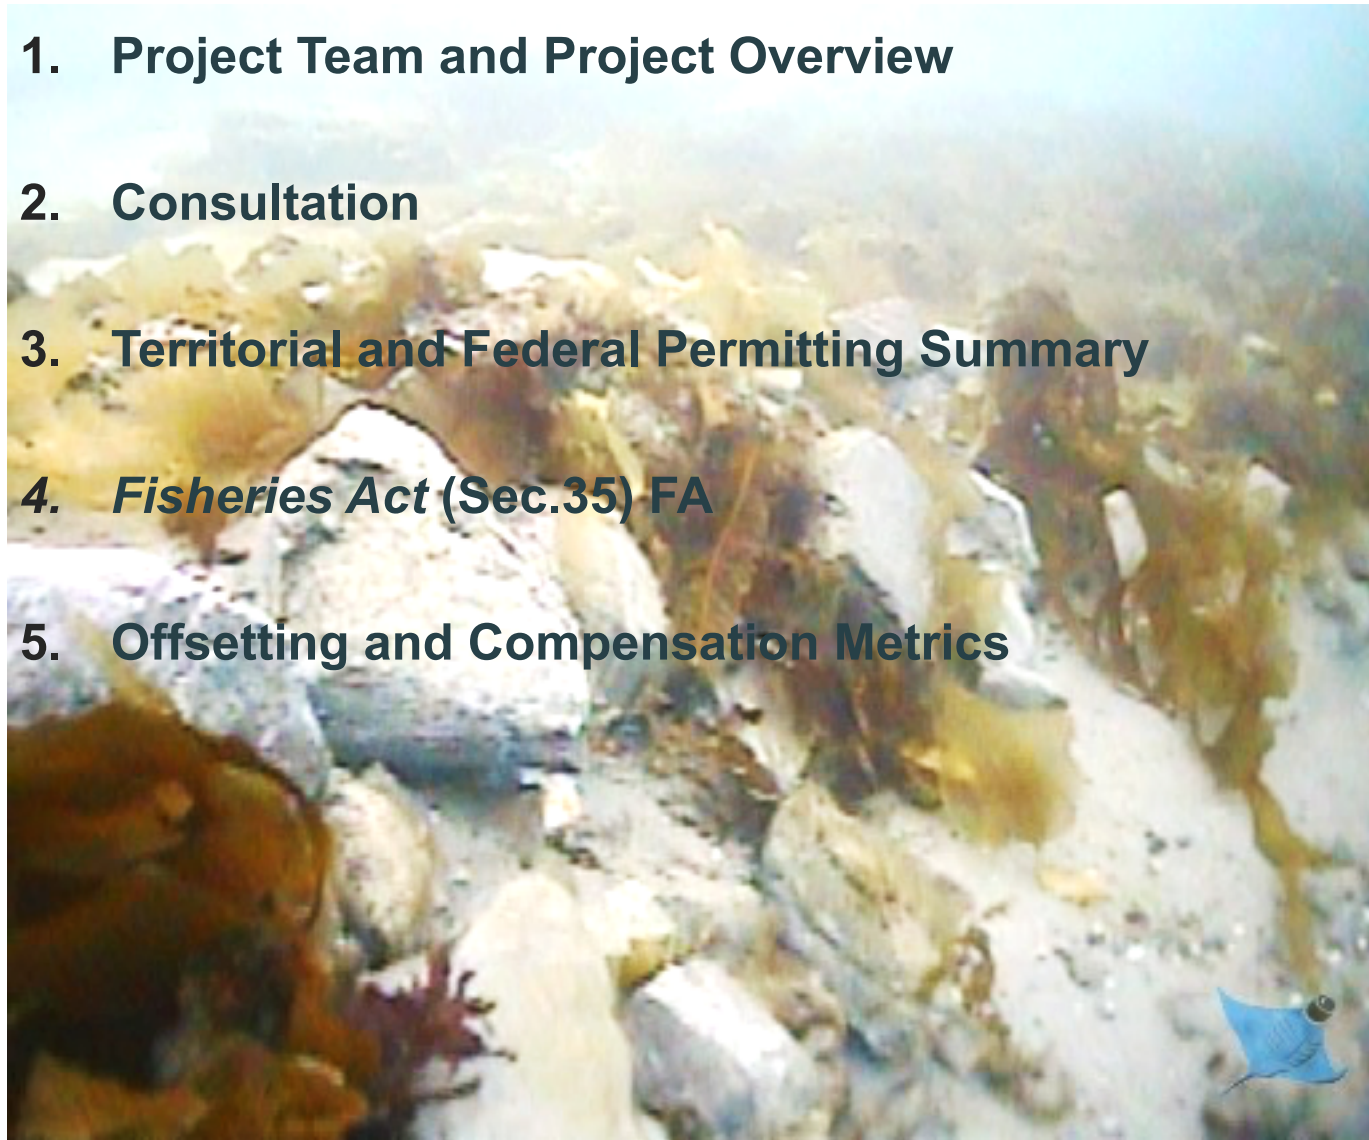 1. Project Team and Project Overview
2. Consultation
3. Territorial and Federal Permitting Summary
4. Fisheries Act (Sec.35) FA
5. Offsetting and Compensation Metrics